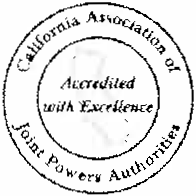 California Association of
Accredited
with Excellence
Joint Powers Authorities